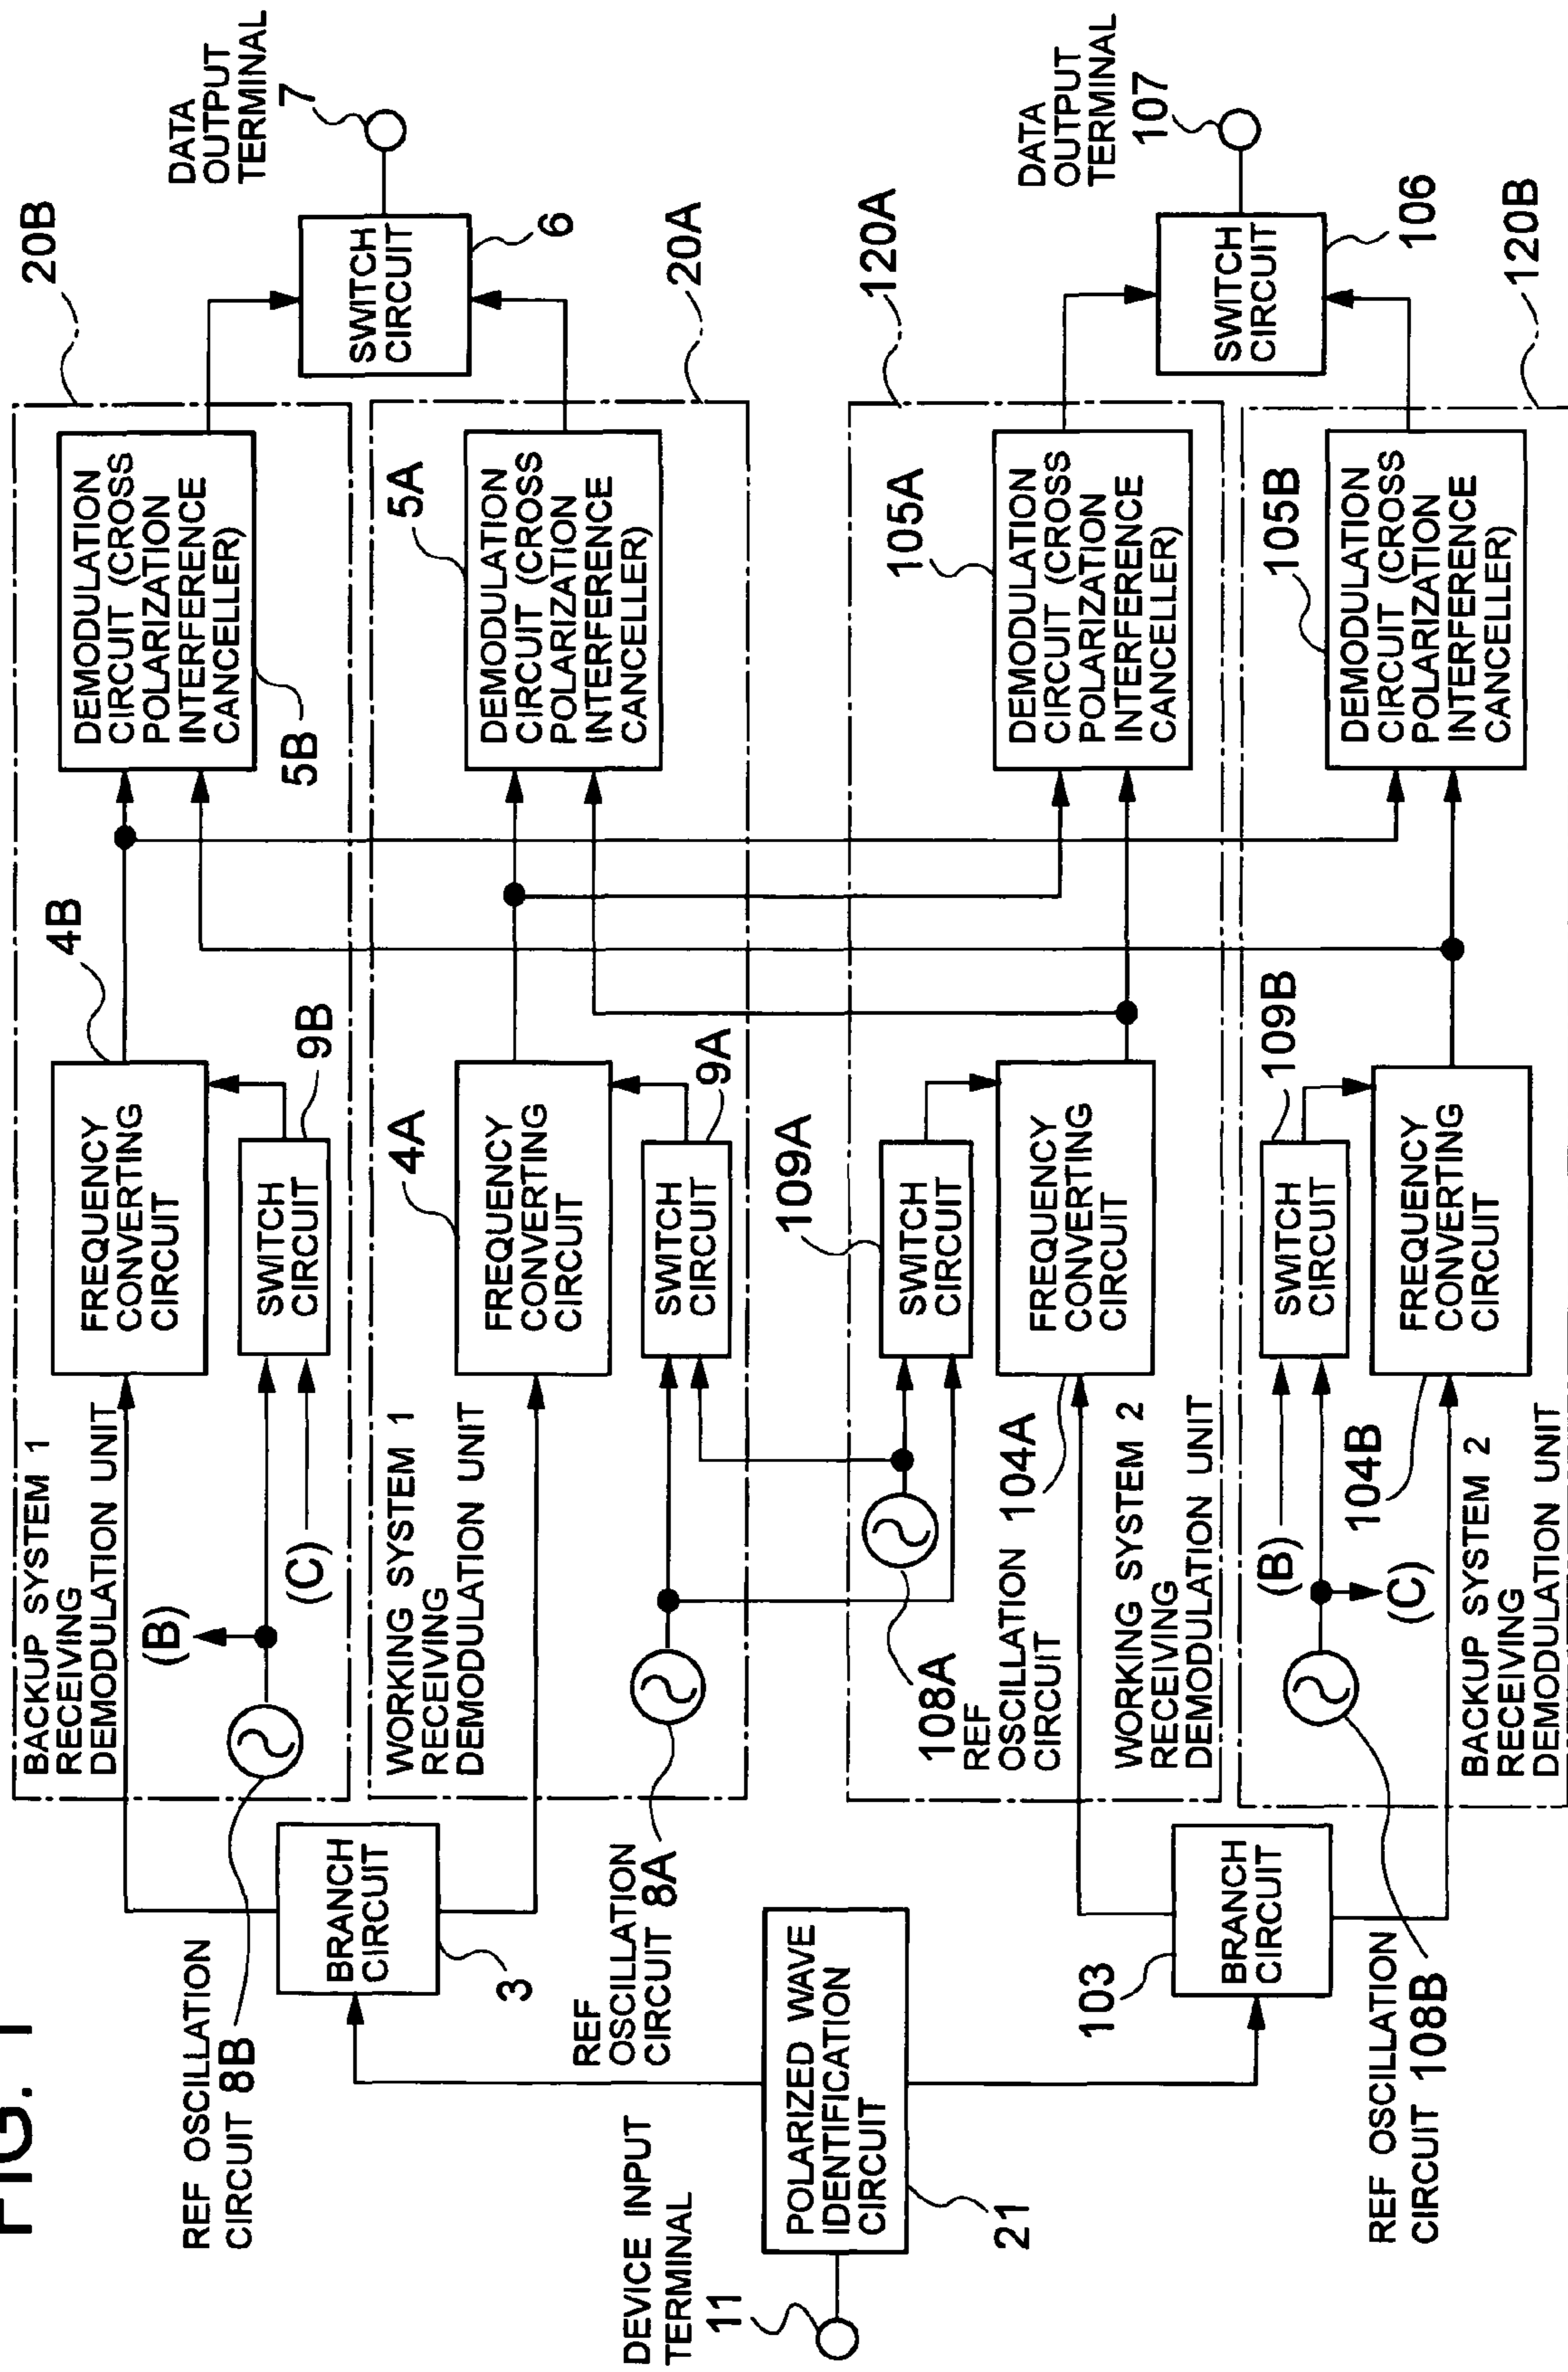 FIG. 1
20B
BACKUP SYSTEM 1
RECEIVING
DEMODULATION UNIT
4B
FREQUENCY
CONVERTING
CIRCUIT
DEMODULATION
CIRCUIT (CROSS
POLARIZATION
INTERFERENCE
CANCELLER)
5B
(B)
(C)
SWITCH
CIRCUIT
9B
REF OSCILLATION
CIRCUIT 8B
DATA
OUTPUT
TERMINAL
7
SWITCH
CIRCUIT
6
BRANCH
CIRCUIT
3
20A
WORKING SYSTEM 1
RECEIVING
DEMODULATION UNIT
4A
FREQUENCY
CONVERTING
CIRCUIT
5A
DEMODULATION
CIRCUIT (CROSS
POLARIZATION
INTERFERENCE
CANCELLER)
SWITCH
CIRCUIT
9A
REF
OSCILLATION
CIRCUIT 8A
DEVICE INPUT
TERMINAL
11
POLARIZED WAVE
IDENTIFICATION
CIRCUIT
21
120A
109A
SWITCH
CIRCUIT
108A
REF
OSCILLATION
CIRCUIT
104A
FREQUENCY
CONVERTING
CIRCUIT
105A
DEMODULATION
CIRCUIT (CROSS
POLARIZATION
INTERFERENCE
CANCELLER)
WORKING SYSTEM 2
RECEIVING
DEMODULATION UNIT
DATA
OUTPUT
TERMINAL
107
SWITCH
CIRCUIT
106
103
BRANCH
CIRCUIT
120B
109B
SWITCH
CIRCUIT
(B)
(C)
104B
FREQUENCY
CONVERTING
CIRCUIT
105B
DEMODULATION
CIRCUIT (CROSS
POLARIZATION
INTERFERENCE
CANCELLER)
REF OSCILLATION
CIRCUIT 108B
BACKUP SYSTEM 2
RECEIVING
DEMODULATION UNIT